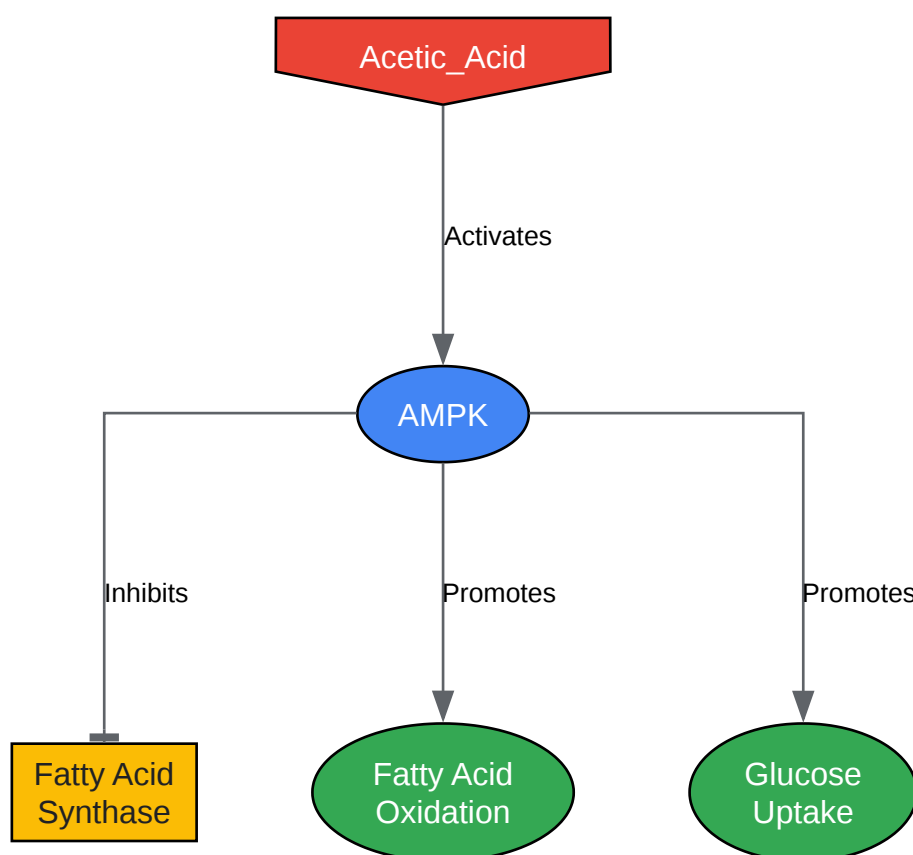 Acetic_Acid
Activates
AMPK
Inhibits
Promotes
Promotes
Fatty Acid
Synthase
Fatty Acid
Oxidation
Glucose
Uptake